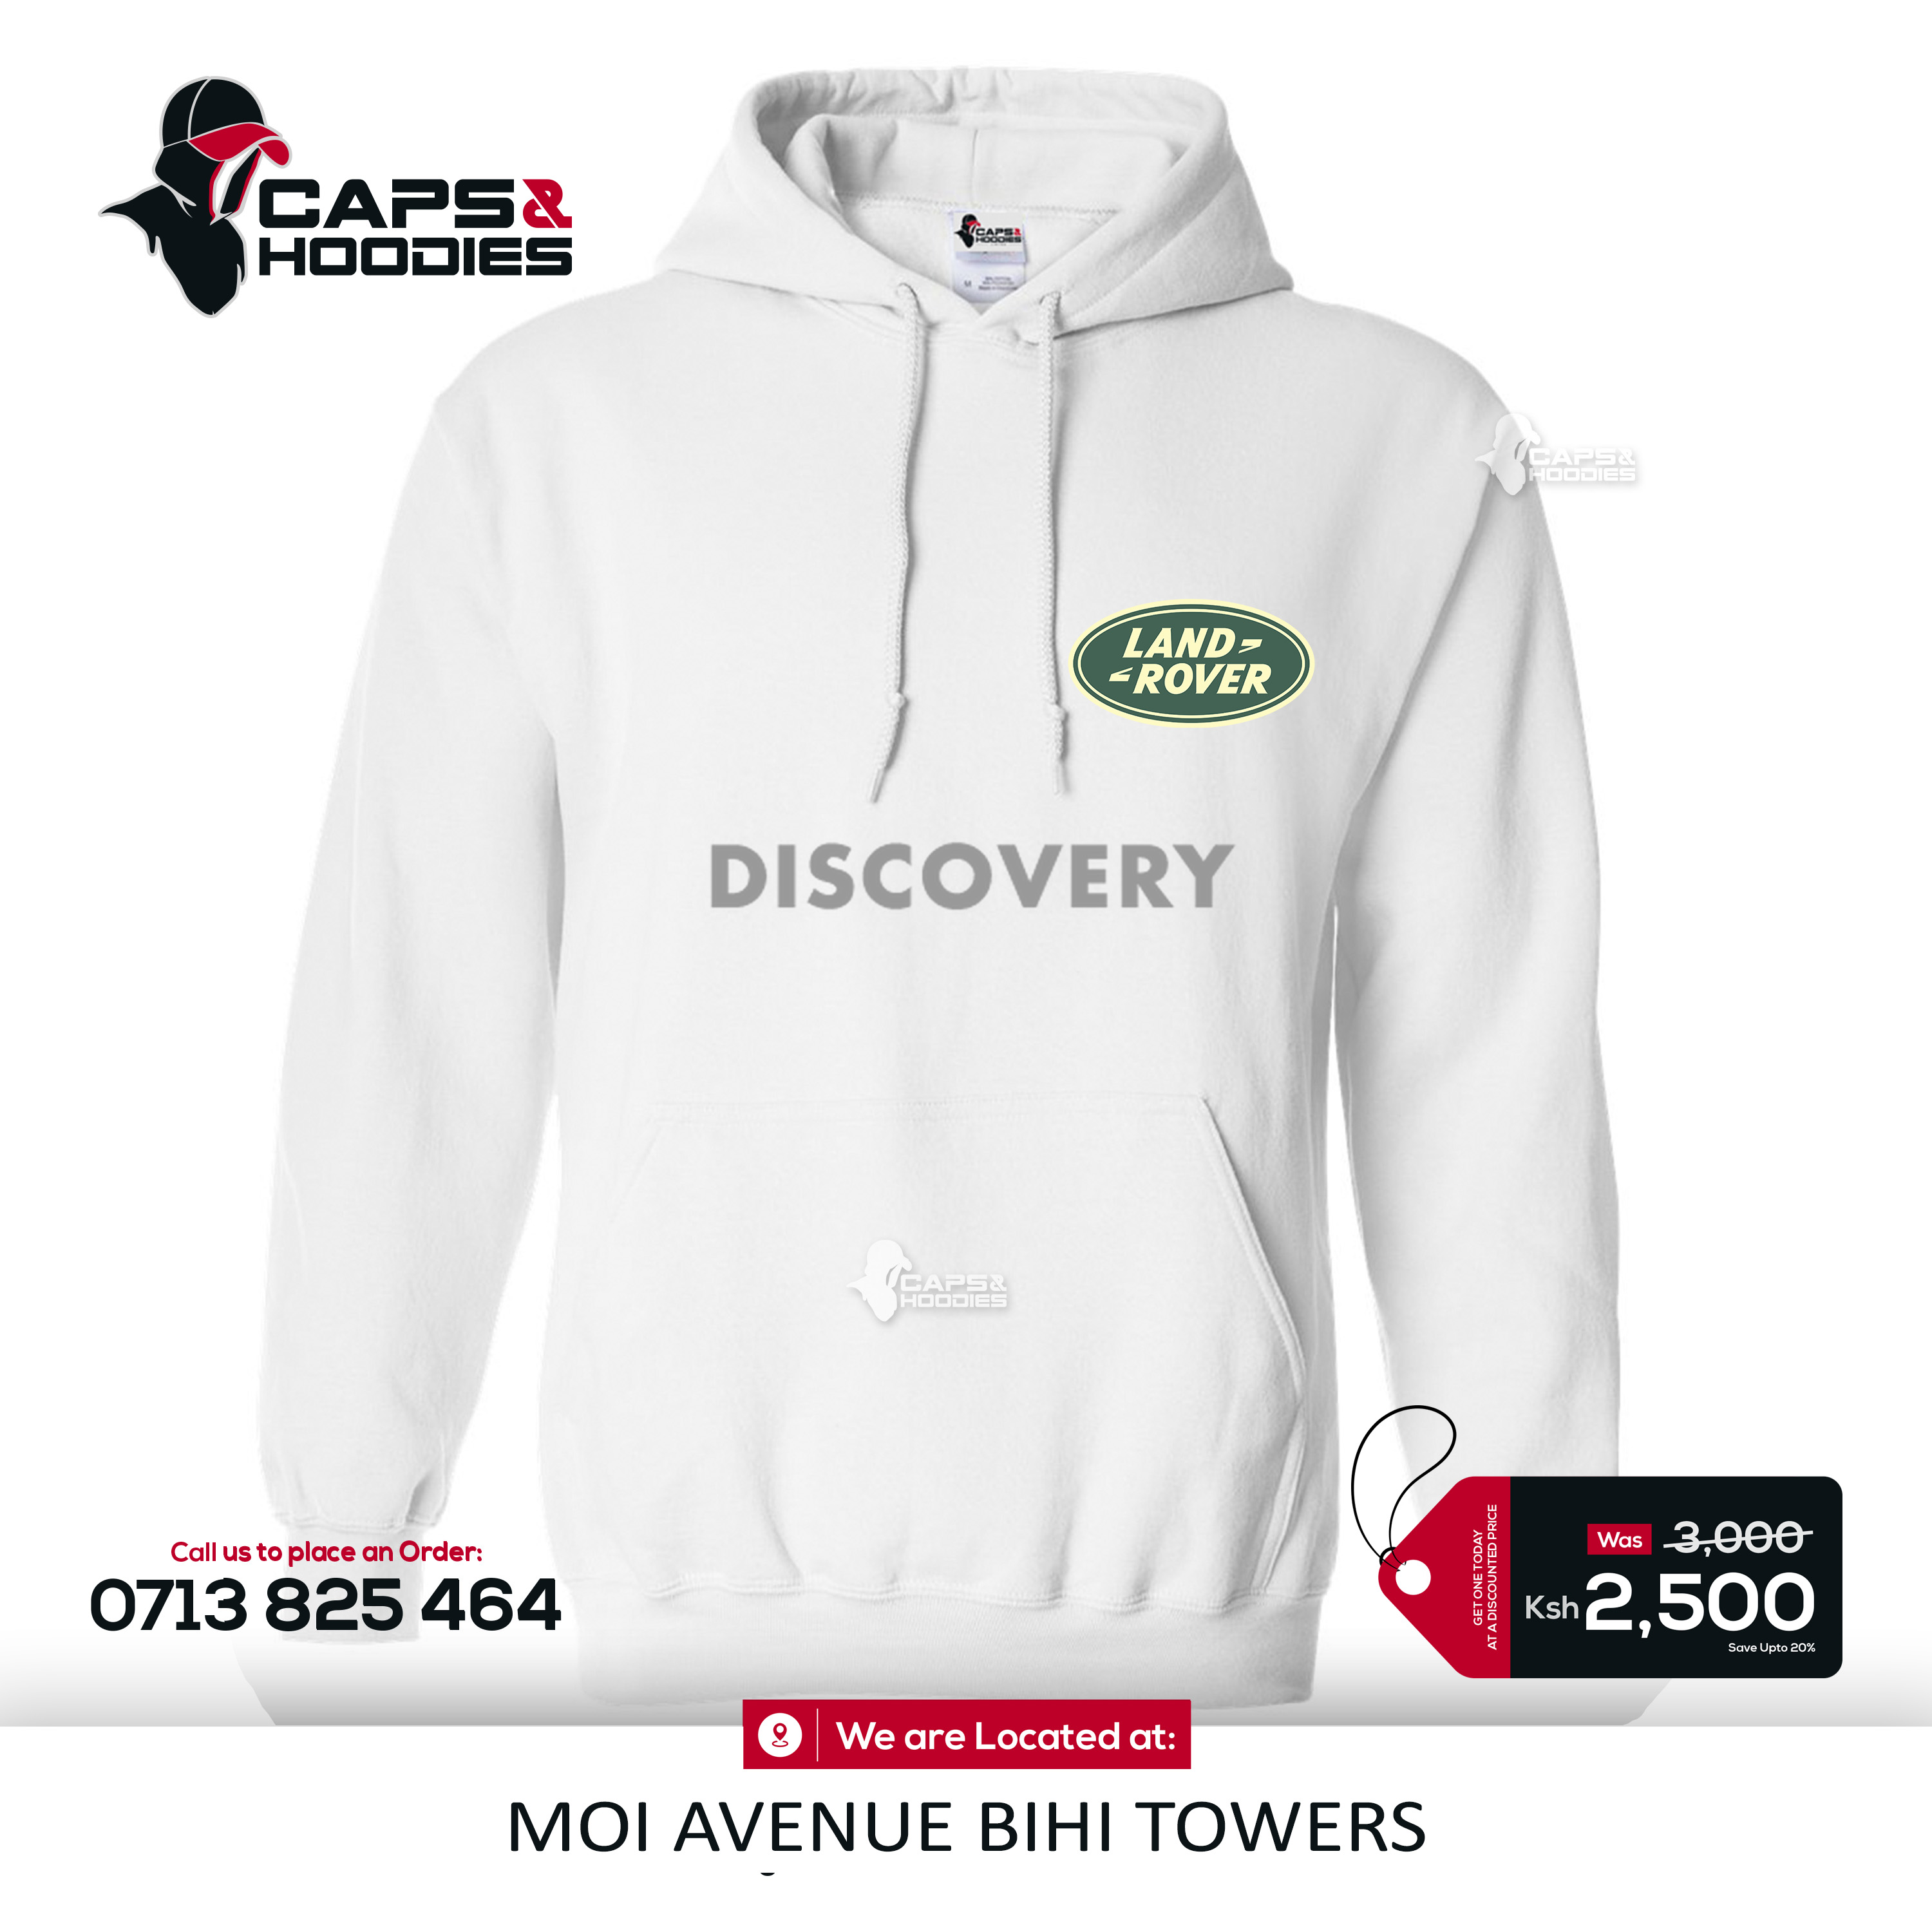 CAPS&
HOODIES
CAPS&
HOODIES
M
CAPS&
HOODIES
LAND
ROVER
DISCOVERY
CAPS&
HOODIES
Call us to place an Order:
0713 825 464
GET ONE TODAY
AT A DISCOUNTED PRICE
Was 3,000
Ksh 2,500
Save Upto 20%
We are Located at:
MOI AVENUE BIHI TOWERS